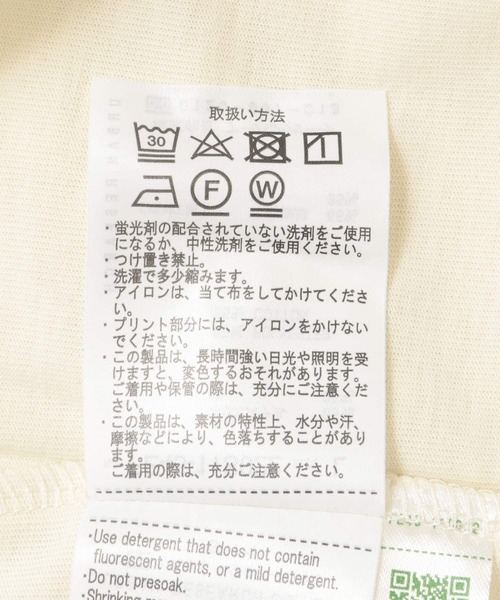 取扱い方法
30
F W
・蛍光剤の配合されていない洗剤をご使用
になるか、中性洗剤をご使用ください。
・つけ置き禁止。
・洗濯で多少縮みます。
・アイロンは、当て布をしてかけてくださ
い。
・プリント部分には、アイロンをかけない
でください。
・この製品は、長時間強い日光や照明を受
けますと、変色するおそれがあります。
ご着用や保管の際は、充分にご注意くだ
さい。
・この製品は、素材の特性上、水分や汗、
摩擦などにより、色落ちすることがあり
ます。
ご着用の際は、充分ご注意ください。
・Use detergent that does not contain
fluorescent agents, or a mild detergent.
・Do not presoak.
・Shrinking